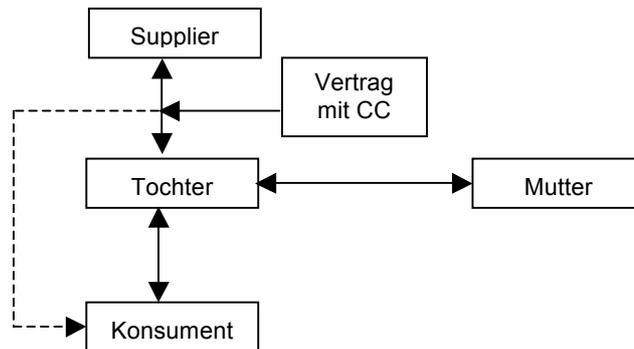 Supplier
Vertrag
mit CC
Tochter
Mutter
Konsument